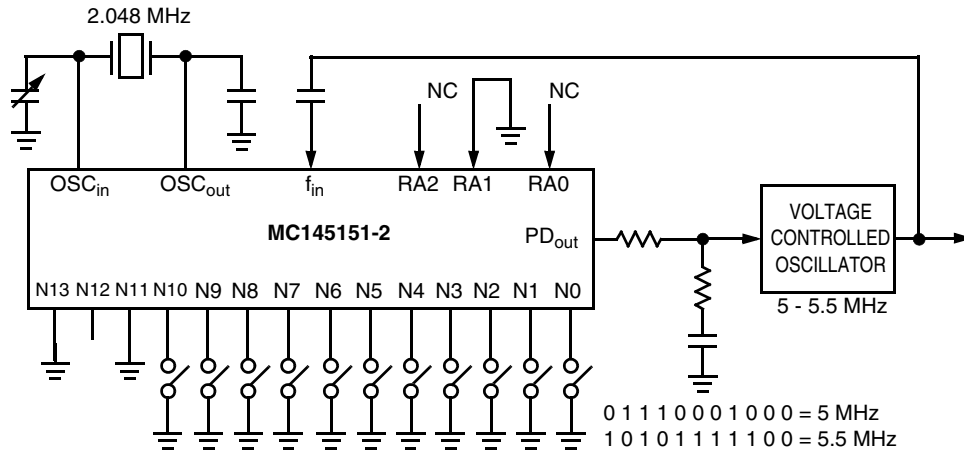 2.048 MHz
NC NC
OSCin OSCout fin RA2 RA1 RA0
MC145151-2
PDout
VOLTAGE
CONTROLLED
OSCILLATOR
5 - 5.5 MHz
N13 N12 N11 N10 N9 N8 N7 N6 N5 N4 N3 N2 N1 N0
0 1 1 1 0 0 0 1 0 0 0 = 5 MHz
1 0 1 0 1 1 1 1 1 0 0 = 5.5 MHz